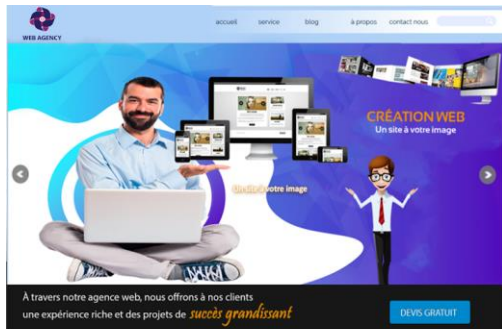 WEB AGENCY
accueil service blog à propos contact nous
CRÉATION WEB
Un site à votre image
Un site à votre image
À travers notre agence web, nous offrons à nos clients
une expérience riche et des projets de succès grandissant
DEVIS GRATUIT